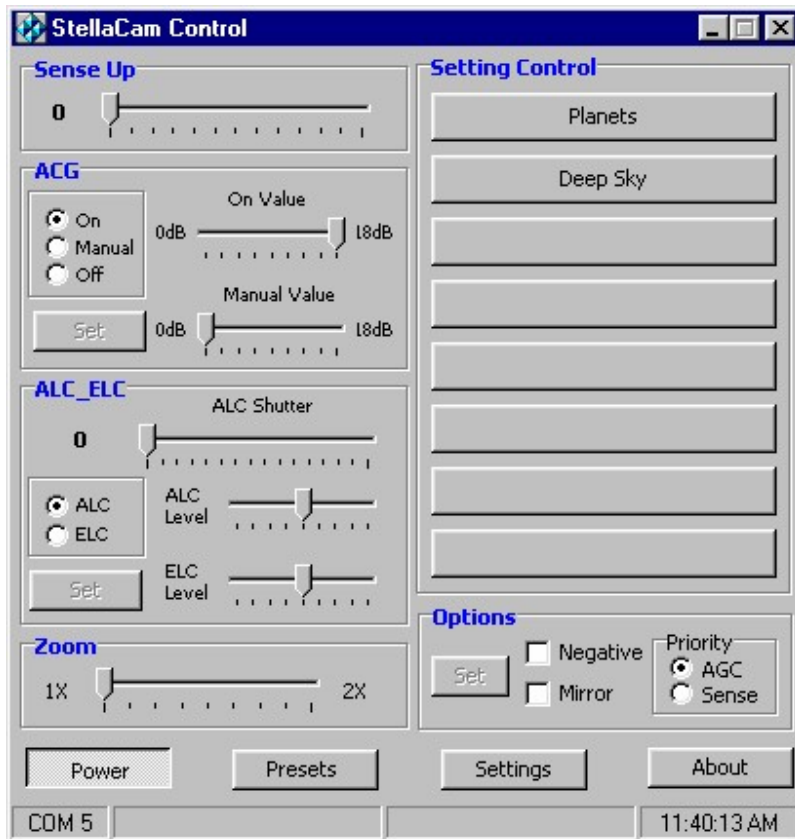 StellaCam Control
Sense Up
0
ACG
On
Manual
Off
On Value
0dB 18dB
Manual Value
Set
0dB 18dB
ALC_ELC
ALC Shutter
0
ALC
ELC
ALC Level
Set
ELC Level
Zoom
1X 2X
Setting Control
Planets
Deep Sky
Options
Set
Negative
Mirror
Priority
AGC
Sense
Power Presets Settings About
COM 5 11:40:13 AM